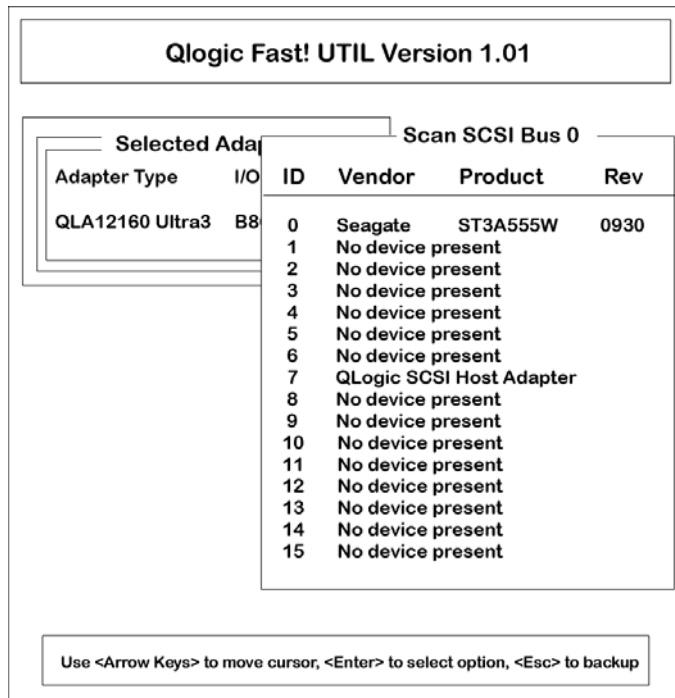 Qlogic Fast! UTIL Version 1.01
Selected Adap
Adapter Type I/O
QLA12160 Ultra3 B8
Scan SCSI Bus 0
ID Vendor Product Rev
0 Seagate ST3A555W 0930
1 No device present
2 No device present
3 No device present
4 No device present
5 No device present
6 No device present
7 QLogic SCSI Host Adapter
8 No device present
9 No device present
10 No device present
11 No device present
12 No device present
13 No device present
14 No device present
15 No device present
Use <Arrow Keys> to move cursor, <Enter> to select option, <Esc> to backup